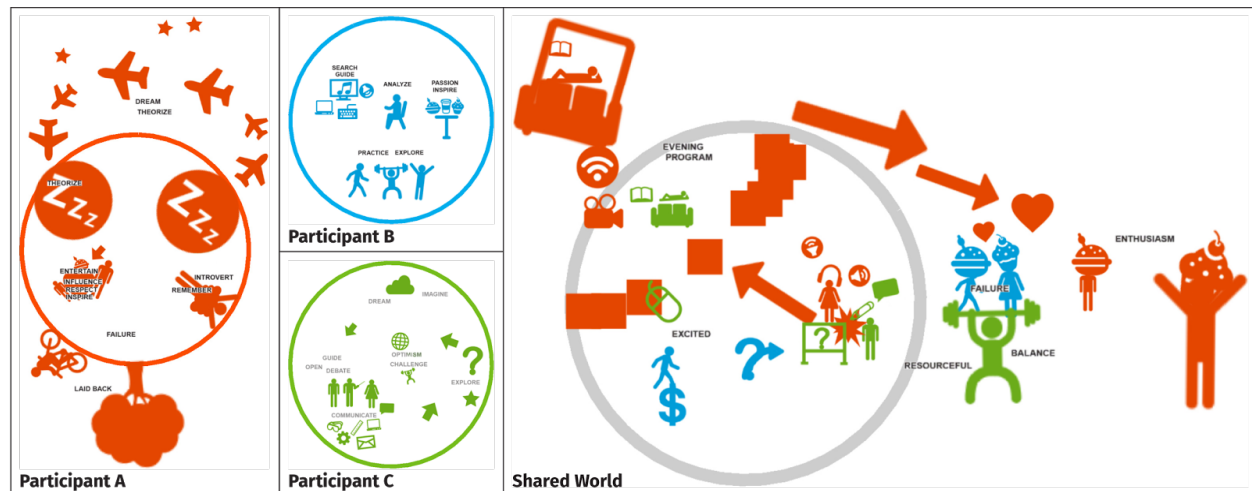 DREAM
THEORIZE
THEORIZE
Zzz
Zzz
ENTERTAIN
INFLUENCE
RESPECT
INSPIRE
INTROVERT
REMEMBER
FAILURE
LAID BACK
Participant A
SEARCH
GUIDE
ANALYZE
PASSION
INSPIRE
PRACTICE EXPLORE
Participant B
DREAM
IMAGINE
OPTIMISM
CHALLENGE
?
GUIDE
OPEN
DEBATE
EXPLORE
COMMUNICATE
Participant C
EVENING
PROGRAM
EXCITED
?
$
?
FAILURE
ENTHUSIASM
RESOURCEFUL
BALANCE
Shared World